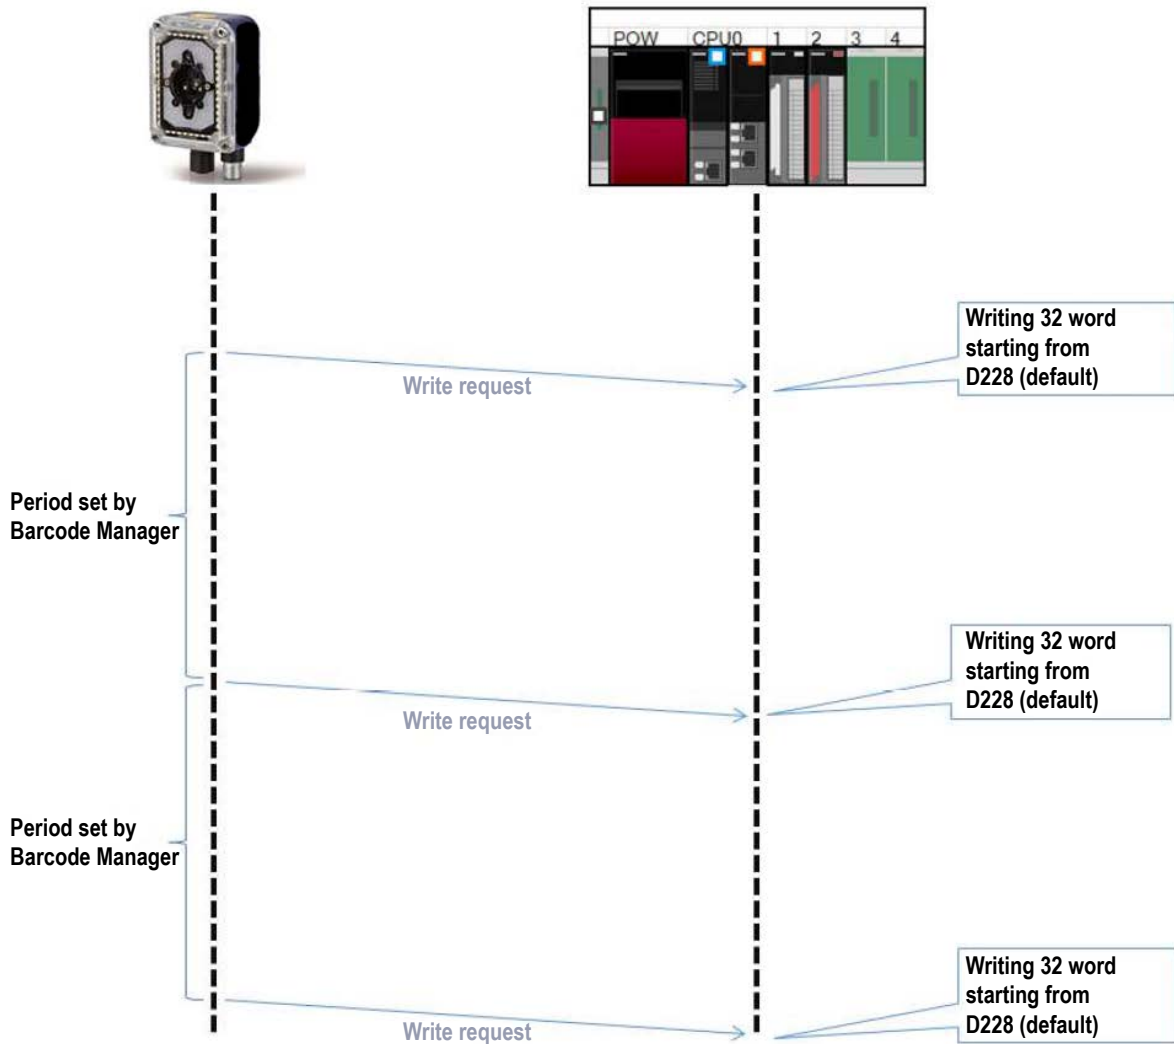 POW CPU0 1 2 3 4
Writing 32 word
starting from
D228 (default)
Write request
Period set by
Barcode Manager
Writing 32 word
starting from
D228 (default)
Write request
Period set by
Barcode Manager
Writing 32 word
starting from
D228 (default)
Write request